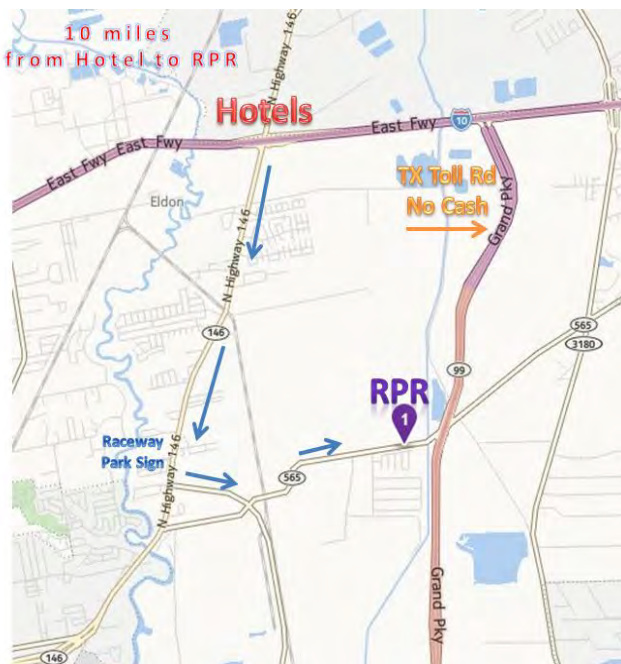 10 miles
from Hotel to RPR
N Highway 146
Hotels
East Fwy
10
East Fwy
East Fwy
TX Toll Rd
No Cash
Grand Pky
Eldon
N Highway 146
146
565
3180
99
RPR
1
Raceway
Park Sign
N Highway 146
565
Grand Pky
146